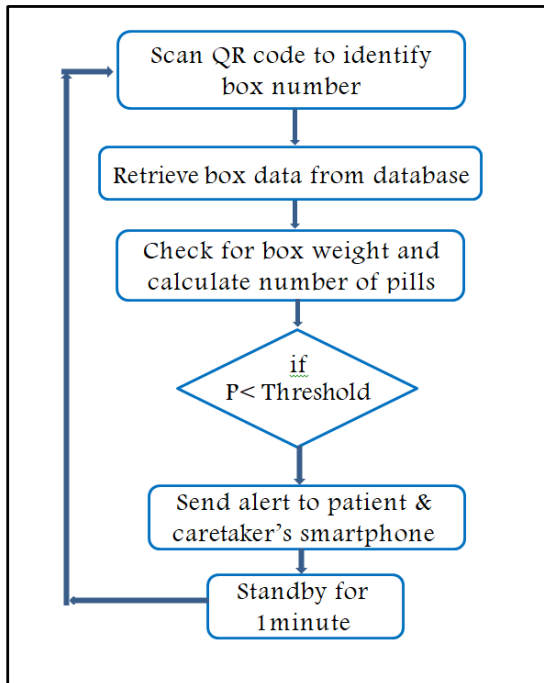 Scan QR code to identify
box number
Retrieve box data from database
Check for box weight and
calculate number of pills
if
P< Threshold
Send alert to patient &
caretaker's smartphone
Standby for
1minute